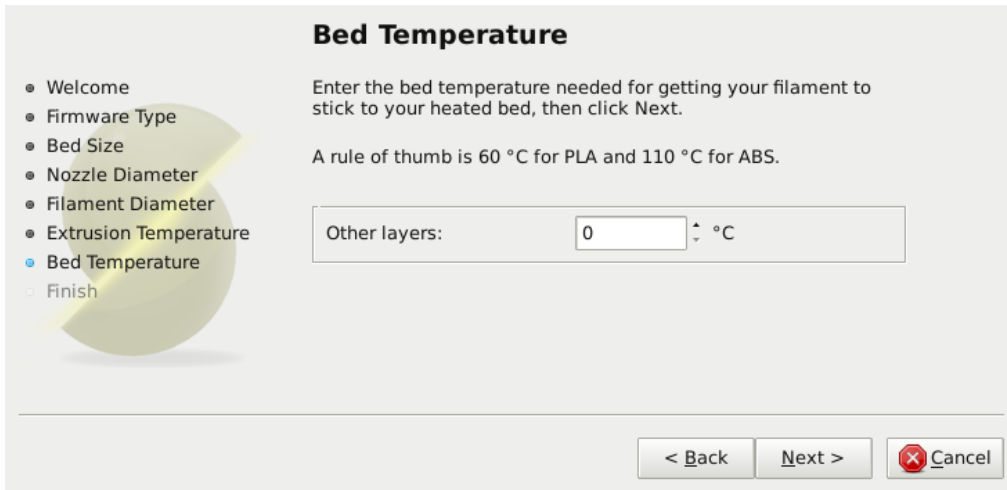 Bed Temperature
Welcome
Firmware Type
Bed Size
Nozzle Diameter
Filament Diameter
Extrusion Temperature
Bed Temperature
Finish
Enter the bed temperature needed for getting your filament to
stick to your heated bed, then click Next.
A rule of thumb is 60 °C for PLA and 110 °C for ABS.
Other layers: 0 °C
< Back Next > Cancel